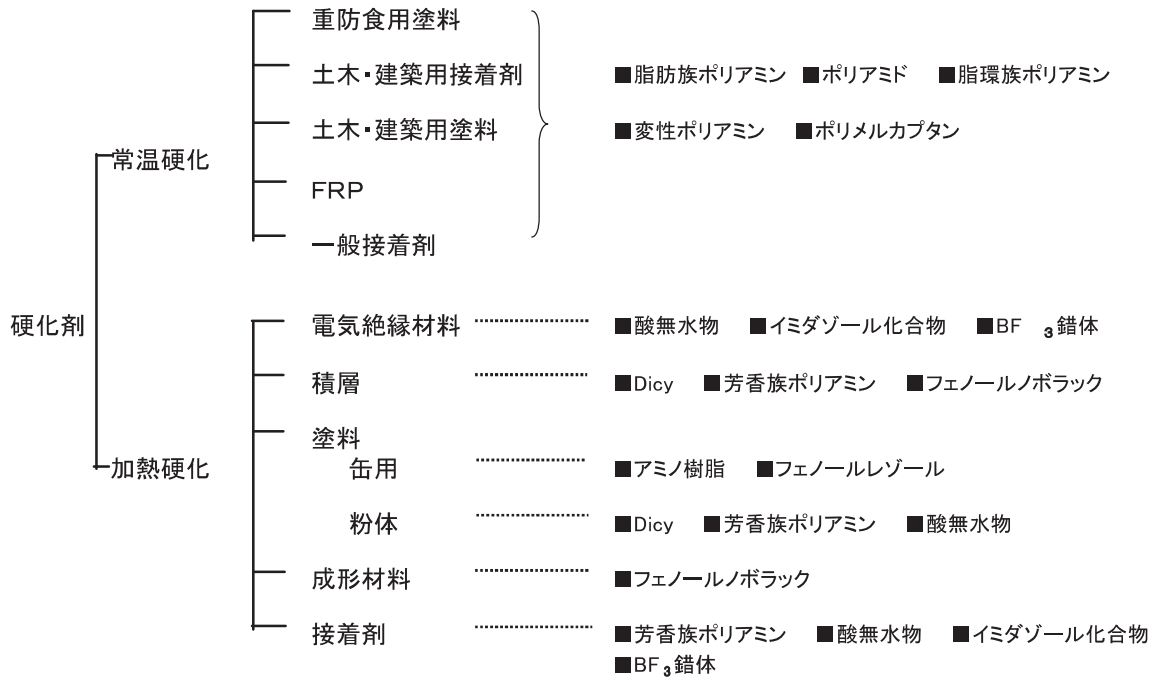 重防食用塗料
土木・建築用接着剤 ■脂肪族ポリアミン ■ポリアミド ■脂環族ポリアミン
土木・建築用塗料 ■変性ポリアミン ■ポリメルカプタン
常温硬化
FRP
一般接着剤
硬化剤
電気絶縁材料 ■酸無水物 ■イミダゾール化合物 ■BF ₃錯体
積層 ■Dicy ■芳香族ポリアミン ■フェノールノボラック
塗料
加熱硬化
缶用 ■アミノ樹脂 ■フェノールレゾール
粉体 ■Dicy ■芳香族ポリアミン ■酸無水物
成形材料 ■フェノールノボラック
接着剤 ■芳香族ポリアミン ■酸無水物 ■イミダゾール化合物
■BF₃錯体